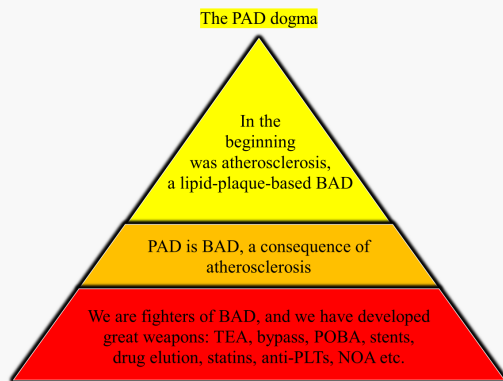 The PAD dogma
In the
beginning
was atherosclerosis,
a lipid-plaque-based BAD
PAD is BAD, a consequence of
atherosclerosis
We are fighters of BAD, and we have developed
great weapons: TEA, bypass, POBA, stents,
drug elution, statins, anti-PLTs, NOA etc.